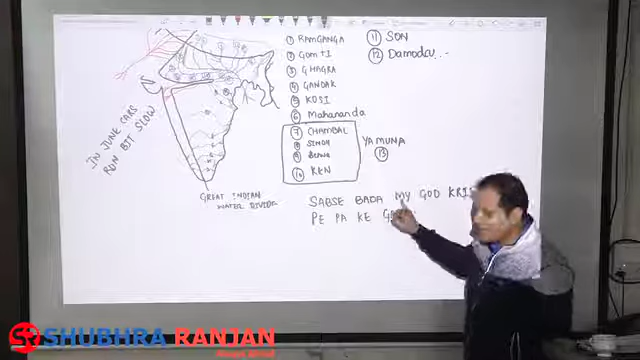 ① RAMGANGA
② GOMTI
③ GHAGRA
④ GANDAK
⑤ KOSI
⑥ Mahananda
⑦ CHAMBAL
⑧ SINDH
⑨ Betwa
⑩ KEN
YAMUNA
⑬
⑪ SON
⑫ Damodar..-
IN JUNE CARS
RUN BIT SLOW
GREAT INDIAN
WATER DIVIDE
SABSE BADA MY GOD
PE PA KE
SHUBHRA RANJAN